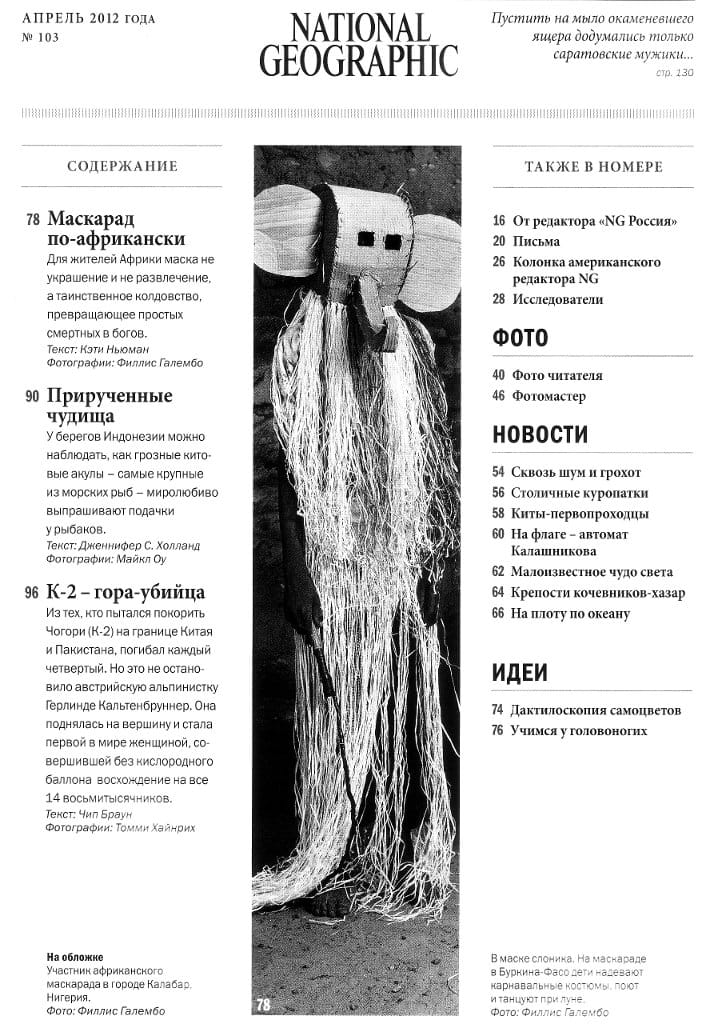 АПРЕЛЬ 2012 ГОДА
№ 103
NATIONAL
GEOGRAPHIC
Пустить на мыло окаменевшего
ящера додумались только
саратовские мужики...
стр. 130
СОДЕРЖАНИЕ
78 Маскарад
по-африкански
Для жителей Африки маска не
украшение и не развлечение,
а таинственное колдовство,
превращающее простых
смертных в богов.
Текст: Кэти Ньюман
Фотографии: Филлис Галембо
90 Прирученные
чудища
У берегов Индонезии можно
наблюдать, как грозные кито-
вые акулы – самые крупные
из морских рыб – миролюбиво
выпрашивают подачки
у рыбаков.
Текст: Дженнифер С. Холланд
Фотографии: Майкл Оу
96 К-2 – гора-убийца
Из тех, кто пытался покорить
Чогори (К-2) на границе Китая
и Пакистана, погибал каждый
четвертый. Но это не остано-
вило австрийскую альпинистку
Герлинде Кальтенбруннер. Она
поднялась на вершину и стала
первой в мире женщиной, со-
вершившей без кислородного
баллона восхождение на все
14 восьмитысячников.
Текст: Чип Браун
Фотографии: Томми Хайнрих
На обложке
Участник африканского
маскарада в городе Калабар,
Нигерия.
Фото: Филлис Галембо
78
ТАКЖЕ В НОМЕРЕ
16 От редактора «NG Россия»
20 Письма
26 Колонка американского
редактора NG
28 Исследователи
ФОТО
40 Фото читателя
46 Фотомастер
НОВОСТИ
54 Сквозь шум и грохот
56 Столичные куропатки
58 Киты-первопроходцы
60 На флаге – автомат
Калашникова
62 Малоизвестное чудо света
64 Крепости кочевников-хазар
66 На плоту по океану
ИДЕИ
74 Дактилоскопия самоцветов
76 Учимся у головоногих
В маске слоника. На маскараде
в Буркина-Фасо дети надевают
карнавальные костюмы, поют
и танцуют при луне.
Фото: Филлис Галембо